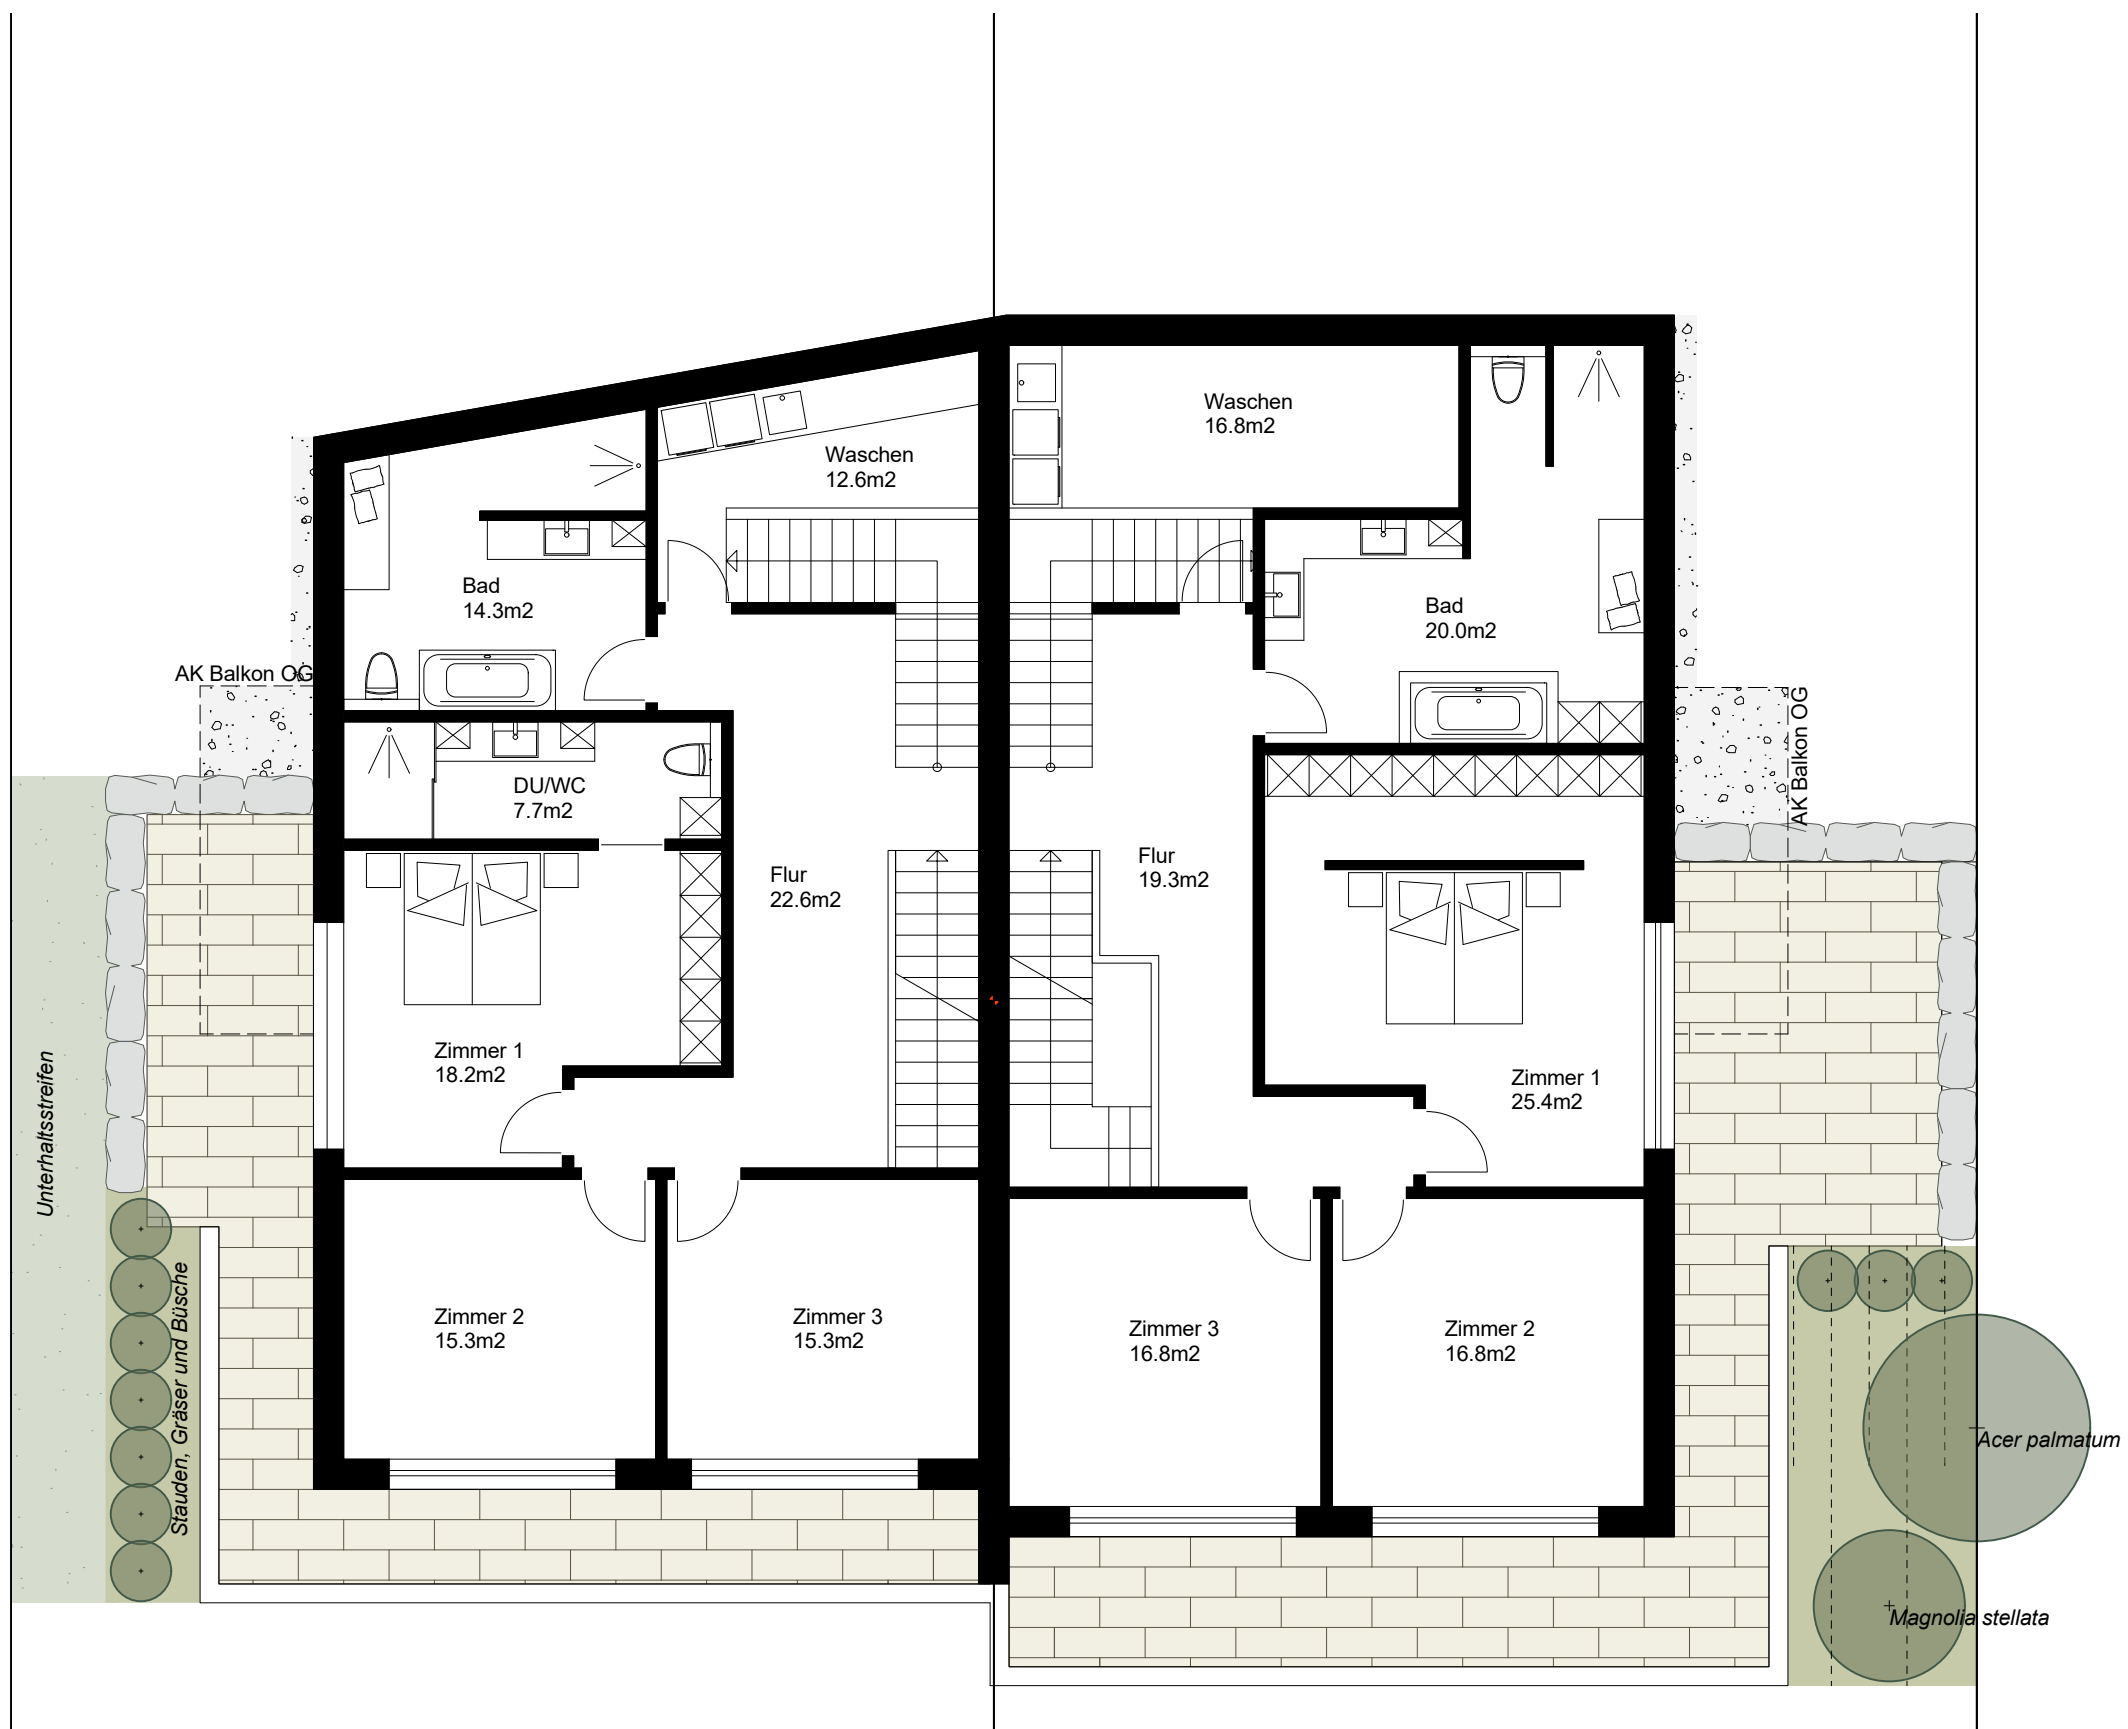 Waschen
16.8m2
Waschen
12.6m2
Bad
14.3m2
Bad
20.0m2
AK Balkon OG
AK Balkon OG
DU/WC
7.7m2
Flur
22.6m2
Flur
19.3m2
Zimmer 1
18.2m2
Zimmer 1
25.4m2
Unterhaltsstreifen
Stauden, Gräser und Büsche
Zimmer 2
15.3m2
Zimmer 3
15.3m2
Zimmer 3
16.8m2
Zimmer 2
16.8m2
Acer palmatum
Magnolia stellata